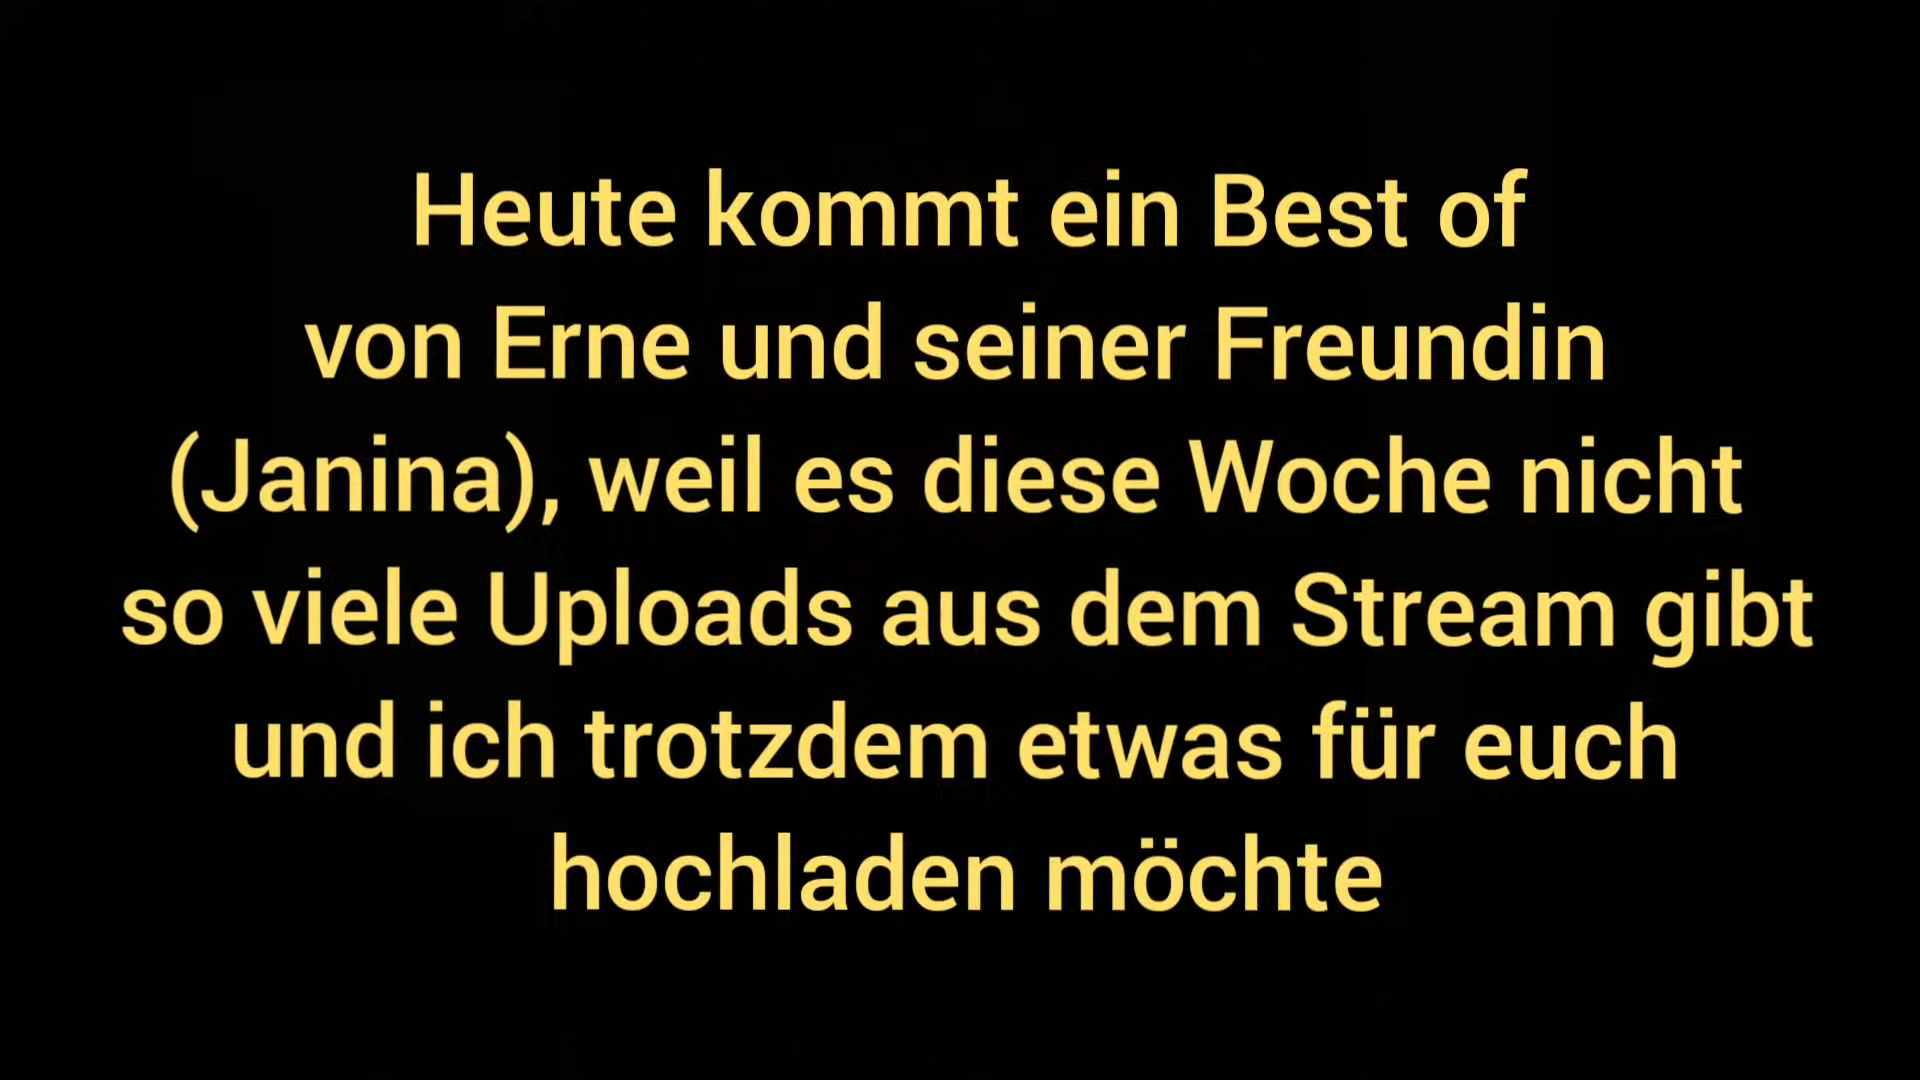 Heute kommt ein Best of
von Erne und seiner Freundin
(Janina), weil es diese Woche nicht
so viele Uploads aus dem Stream gibt
und ich trotzdem etwas für euch
hochladen möchte